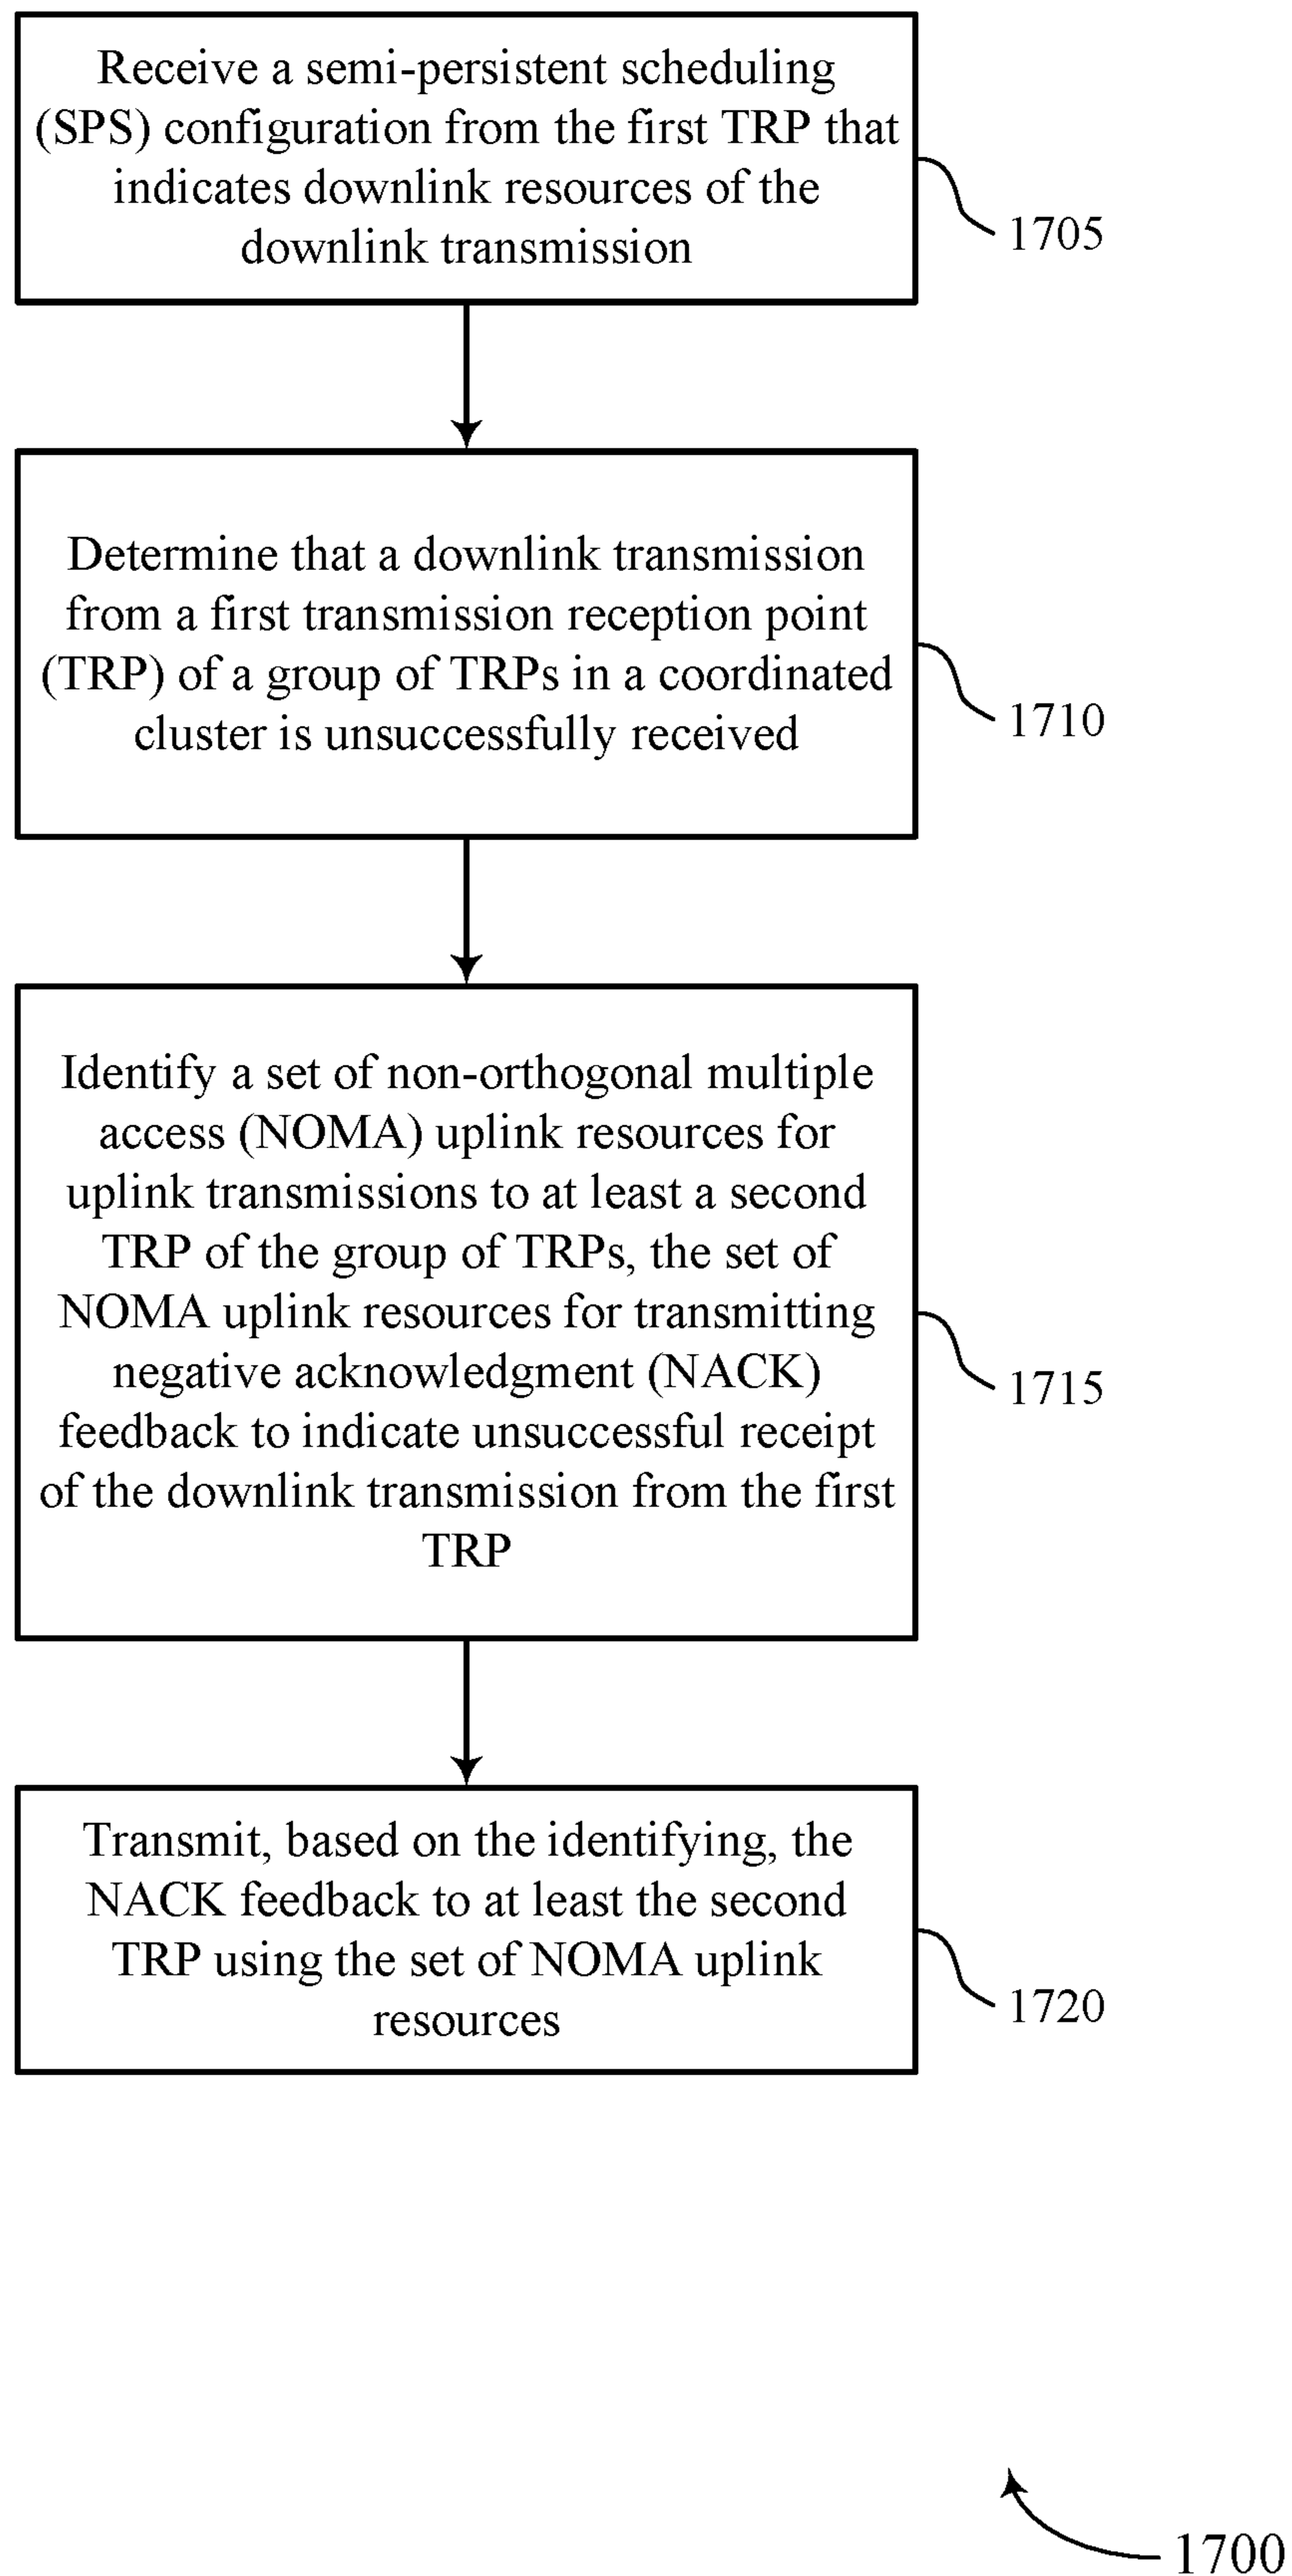 Receive a semi-persistent scheduling
(SPS) configuration from the first TRP that
indicates downlink resources of the
downlink transmission
1705
Determine that a downlink transmission
from a first transmission reception point
(TRP) of a group of TRPs in a coordinated
cluster is unsuccessfully received
1710
Identify a set of non-orthogonal multiple
access (NOMA) uplink resources for
uplink transmissions to at least a second
TRP of the group of TRPs, the set of
NOMA uplink resources for transmitting
negative acknowledgment (NACK)
feedback to indicate unsuccessful receipt
of the downlink transmission from the first
TRP
1715
Transmit, based on the identifying, the
NACK feedback to at least the second
TRP using the set of NOMA uplink
resources
1720
1700